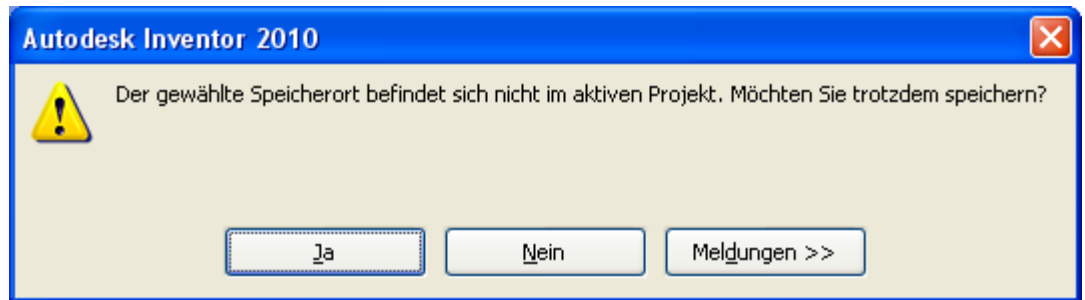 Autodesk Inventor 2010
Der gewählte Speicherort befindet sich nicht im aktiven Projekt. Möchten Sie trotzdem speichern?
Ja Nein Meldungen >>